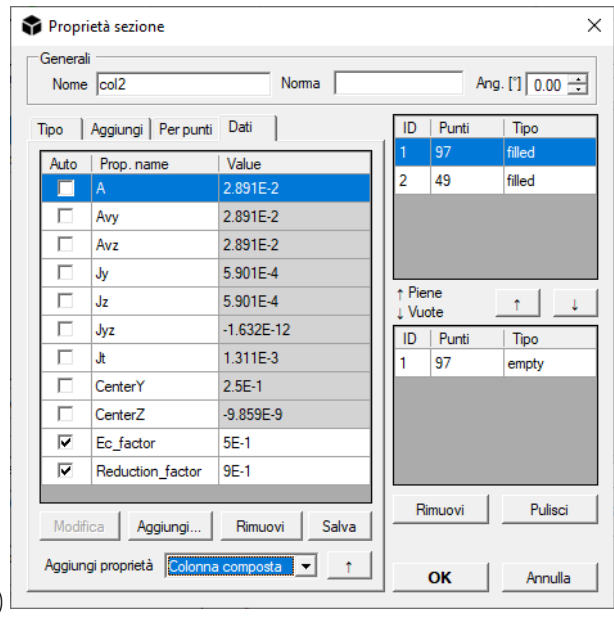 Proprietà sezione
Generali
Nome col2 Norma Ang. [°] 0.00
Tipo Aggiungi Per punti Dati
Auto Prop. name Value
A 2.891E-2
Avy 2.891E-2
Avz 2.891E-2
Jy 5.901E-4
Jz 5.901E-4
Jyz -1.632E-12
Jt 1.311E-3
CenterY 2.5E-1
CenterZ -9.859E-9
Ec_factor 5E-1
Reduction_factor 9E-1
Modifica Aggiungi... Rimuovi Salva
Aggiungi proprietà Colonna composta ↑
ID Punti Tipo
1 97 filled
2 49 filled
↑ Piene
↓ Vuote
↑ ↓
ID Punti Tipo
1 97 empty
Rimuovi Pulisci
OK Annulla
)